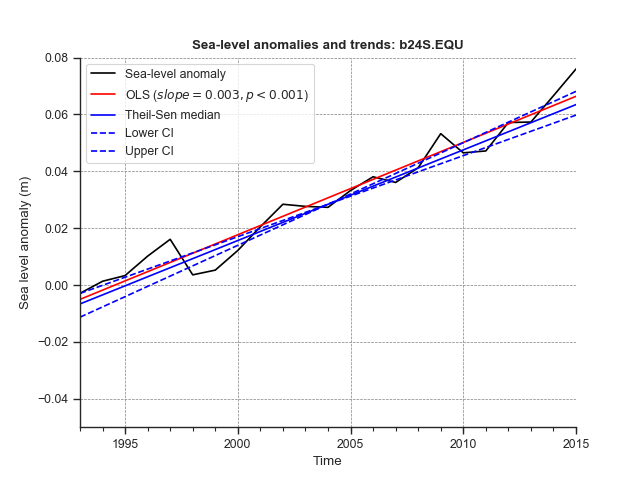 Sea-level anomalies and trends: b24S.EQU
Sea-level anomaly
OLS (slope = 0.003, p < 0.001)
Theil-Sen median
Lower CI
Upper CI
0.08
0.06
0.04
0.02
0.00
−0.02
−0.04
Sea level anomaly (m)
1995
2000
2005
2010
2015
Time